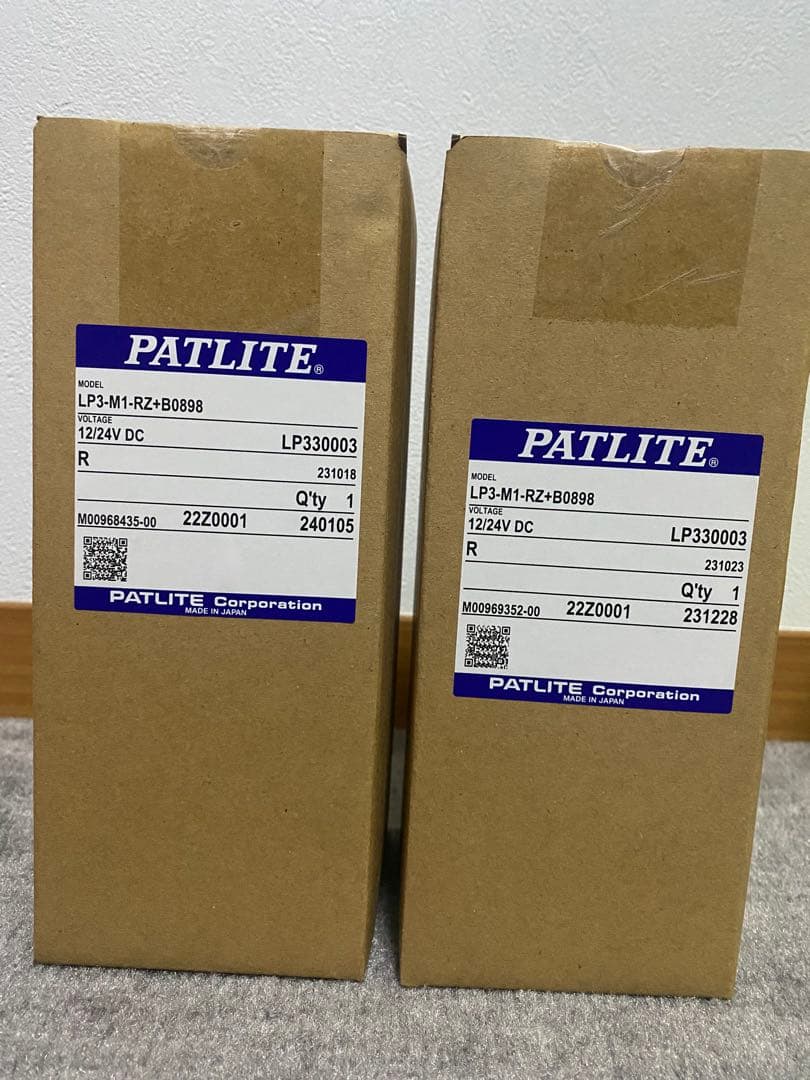 PATLITE®
MODEL
LP3-M1-RZ+B0898
VOLTAGE
12/24V DC LP330003
R 231018
Q'ty 1
M00968435-00 22Z0001 240105
PATLITE Corporation
MADE IN JAPAN
PATLITE®
MODEL
LP3-M1-RZ+B0898
VOLTAGE
12/24V DC LP330003
R 231023
Q'ty 1
M00969352-00 22Z0001 231228
PATLITE Corporation
MADE IN JAPAN